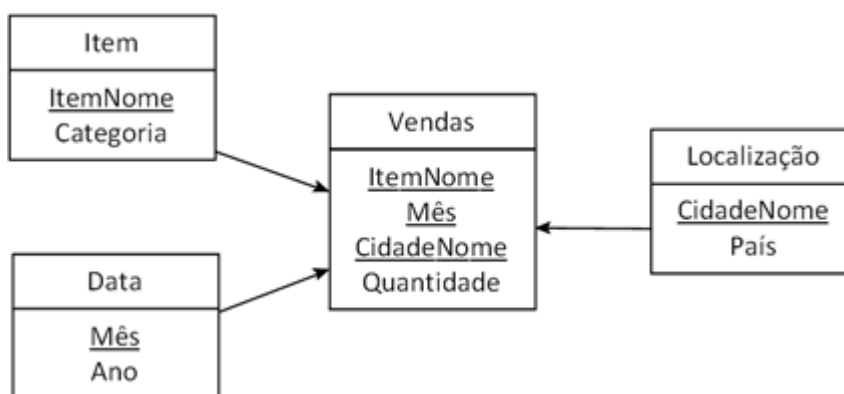 Item
ItemNome
Categoria
Vendas
ItemNome
Mês
CidadeNome
Quantidade
Localização
CidadeNome
País
Data
Mês
Ano